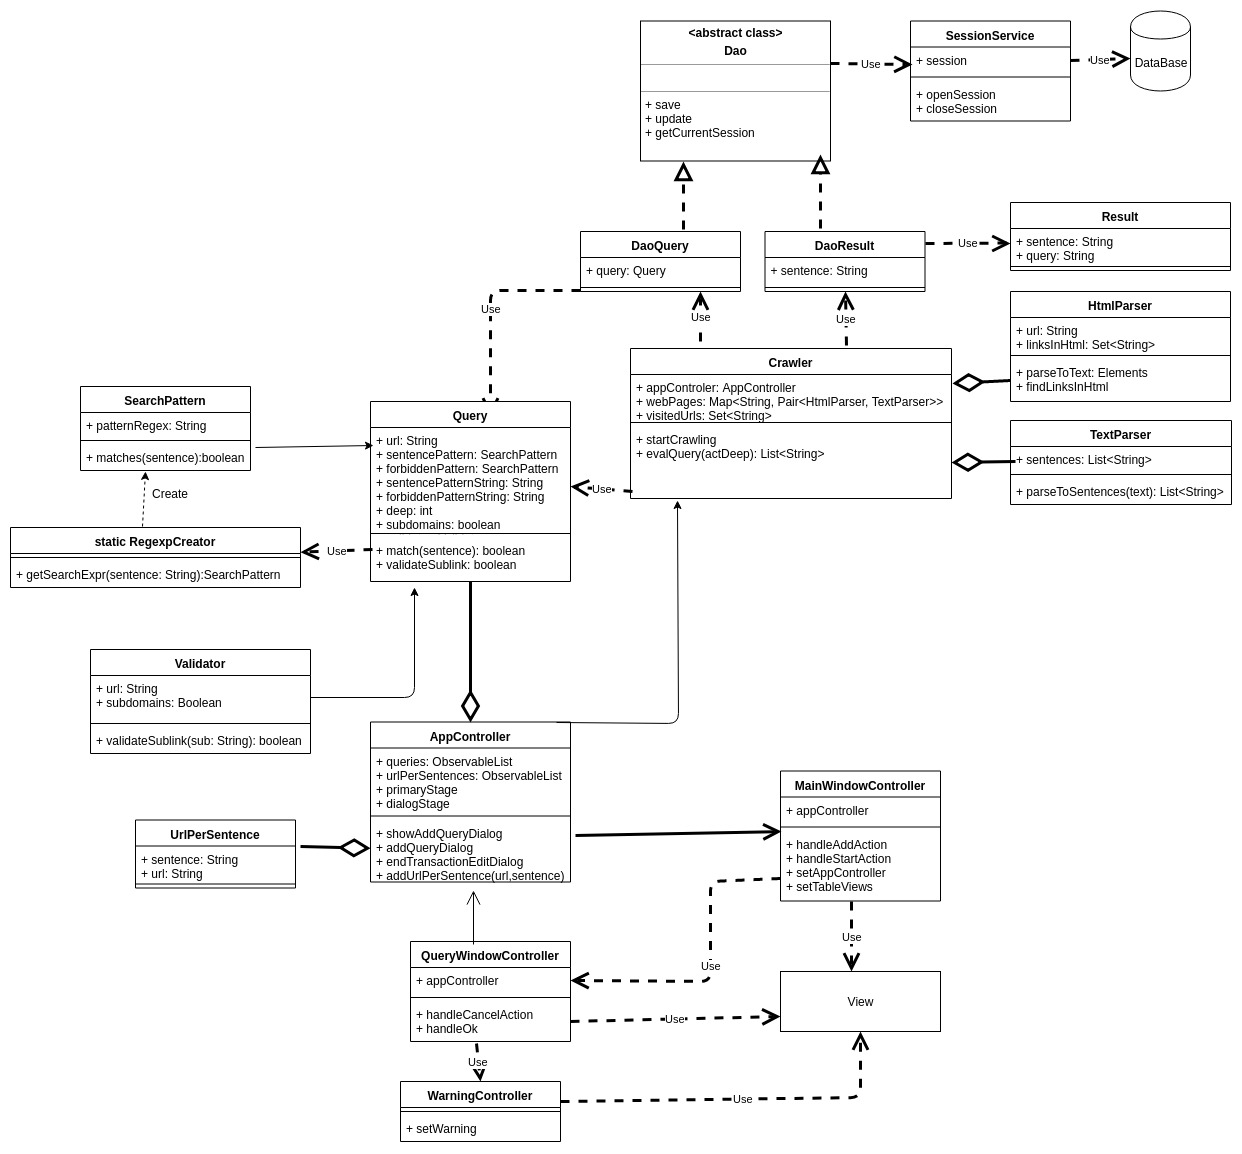 <abstract class>
Dao
+ save
+ update
+ getCurrentSession
Use
SessionService
+ session
+ openSession
+ closeSession
Use
DataBase
DaoQuery
+ query: Query
DaoResult
+ sentence: String
Use
Result
+ sentence: String
+ query: String
Use
Use
Use
HtmlParser
+ url: String
+ linksInHtml: Set<String>
+ parseToText: Elements
+ findLinksInHtml
Crawler
+ appControler: AppController
+ webPages: Map<String, Pair<HtmlParser, TextParser>>
+ visitedUrls: Set<String>
+ startCrawling
+ evalQuery(actDeep): List<String>
TextParser
+ sentences: List<String>
+ parseToSentences(text): List<String>
SearchPattern
+ patternRegex: String
+ matches(sentence):boolean
Create
Query
+ url: String
+ sentencePattern: SearchPattern
+ forbiddenPattern: SearchPattern
+ sentencePatternString: String
+ forbiddenPatternString: String
+ deep: int
+ subdomains: boolean
+ match(sentence): boolean
+ validateSublink: boolean
Use
static RegexpCreator
+ getSearchExpr(sentence: String):SearchPattern
Use
Validator
+ url: String
+ subdomains: Boolean
+ validateSublink(sub: String): boolean
AppController
+ queries: ObservableList
+ urlPerSentences: ObservableList
+ primaryStage
+ dialogStage
+ showAddQueryDialog
+ addQueryDialog
+ endTransactionEditDialog
+ addUrlPerSentence(url,sentence)
UrlPerSentence
+ sentence: String
+ url: String
MainWindowController
+ appController
+ handleAddAction
+ handleStartAction
+ setAppController
+ setTableViews
Use
Use
QueryWindowController
+ appController
+ handleCancelAction
+ handleOk
Use
View
Use
WarningController
+ setWarning
Use